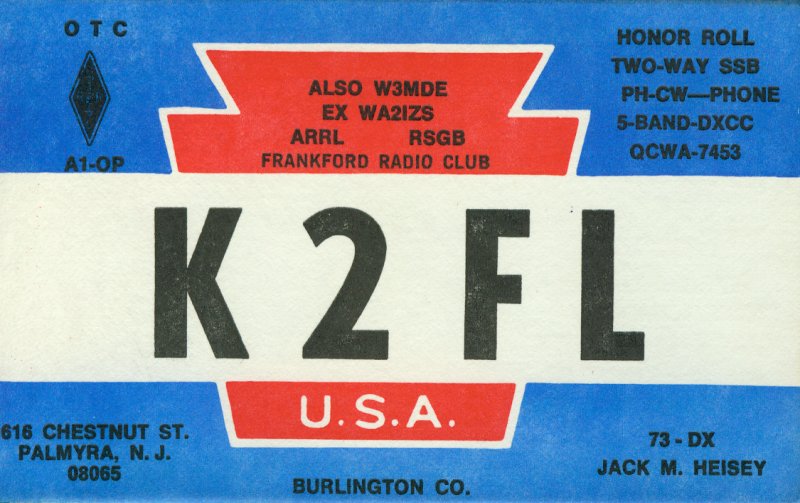 O T C
A1-OP
ALSO W3MDE
EX WA2IZS
ARRL RSGB
FRANKFORD RADIO CLUB
HONOR ROLL
TWO-WAY SSB
PH-CW—PHONE
5-BAND-DXCC
QCWA-7453
K2FL
U.S.A.
616 CHESTNUT ST.
PALMYRA, N. J.
08065
BURLINGTON CO.
73 - DX
JACK M. HEISEY